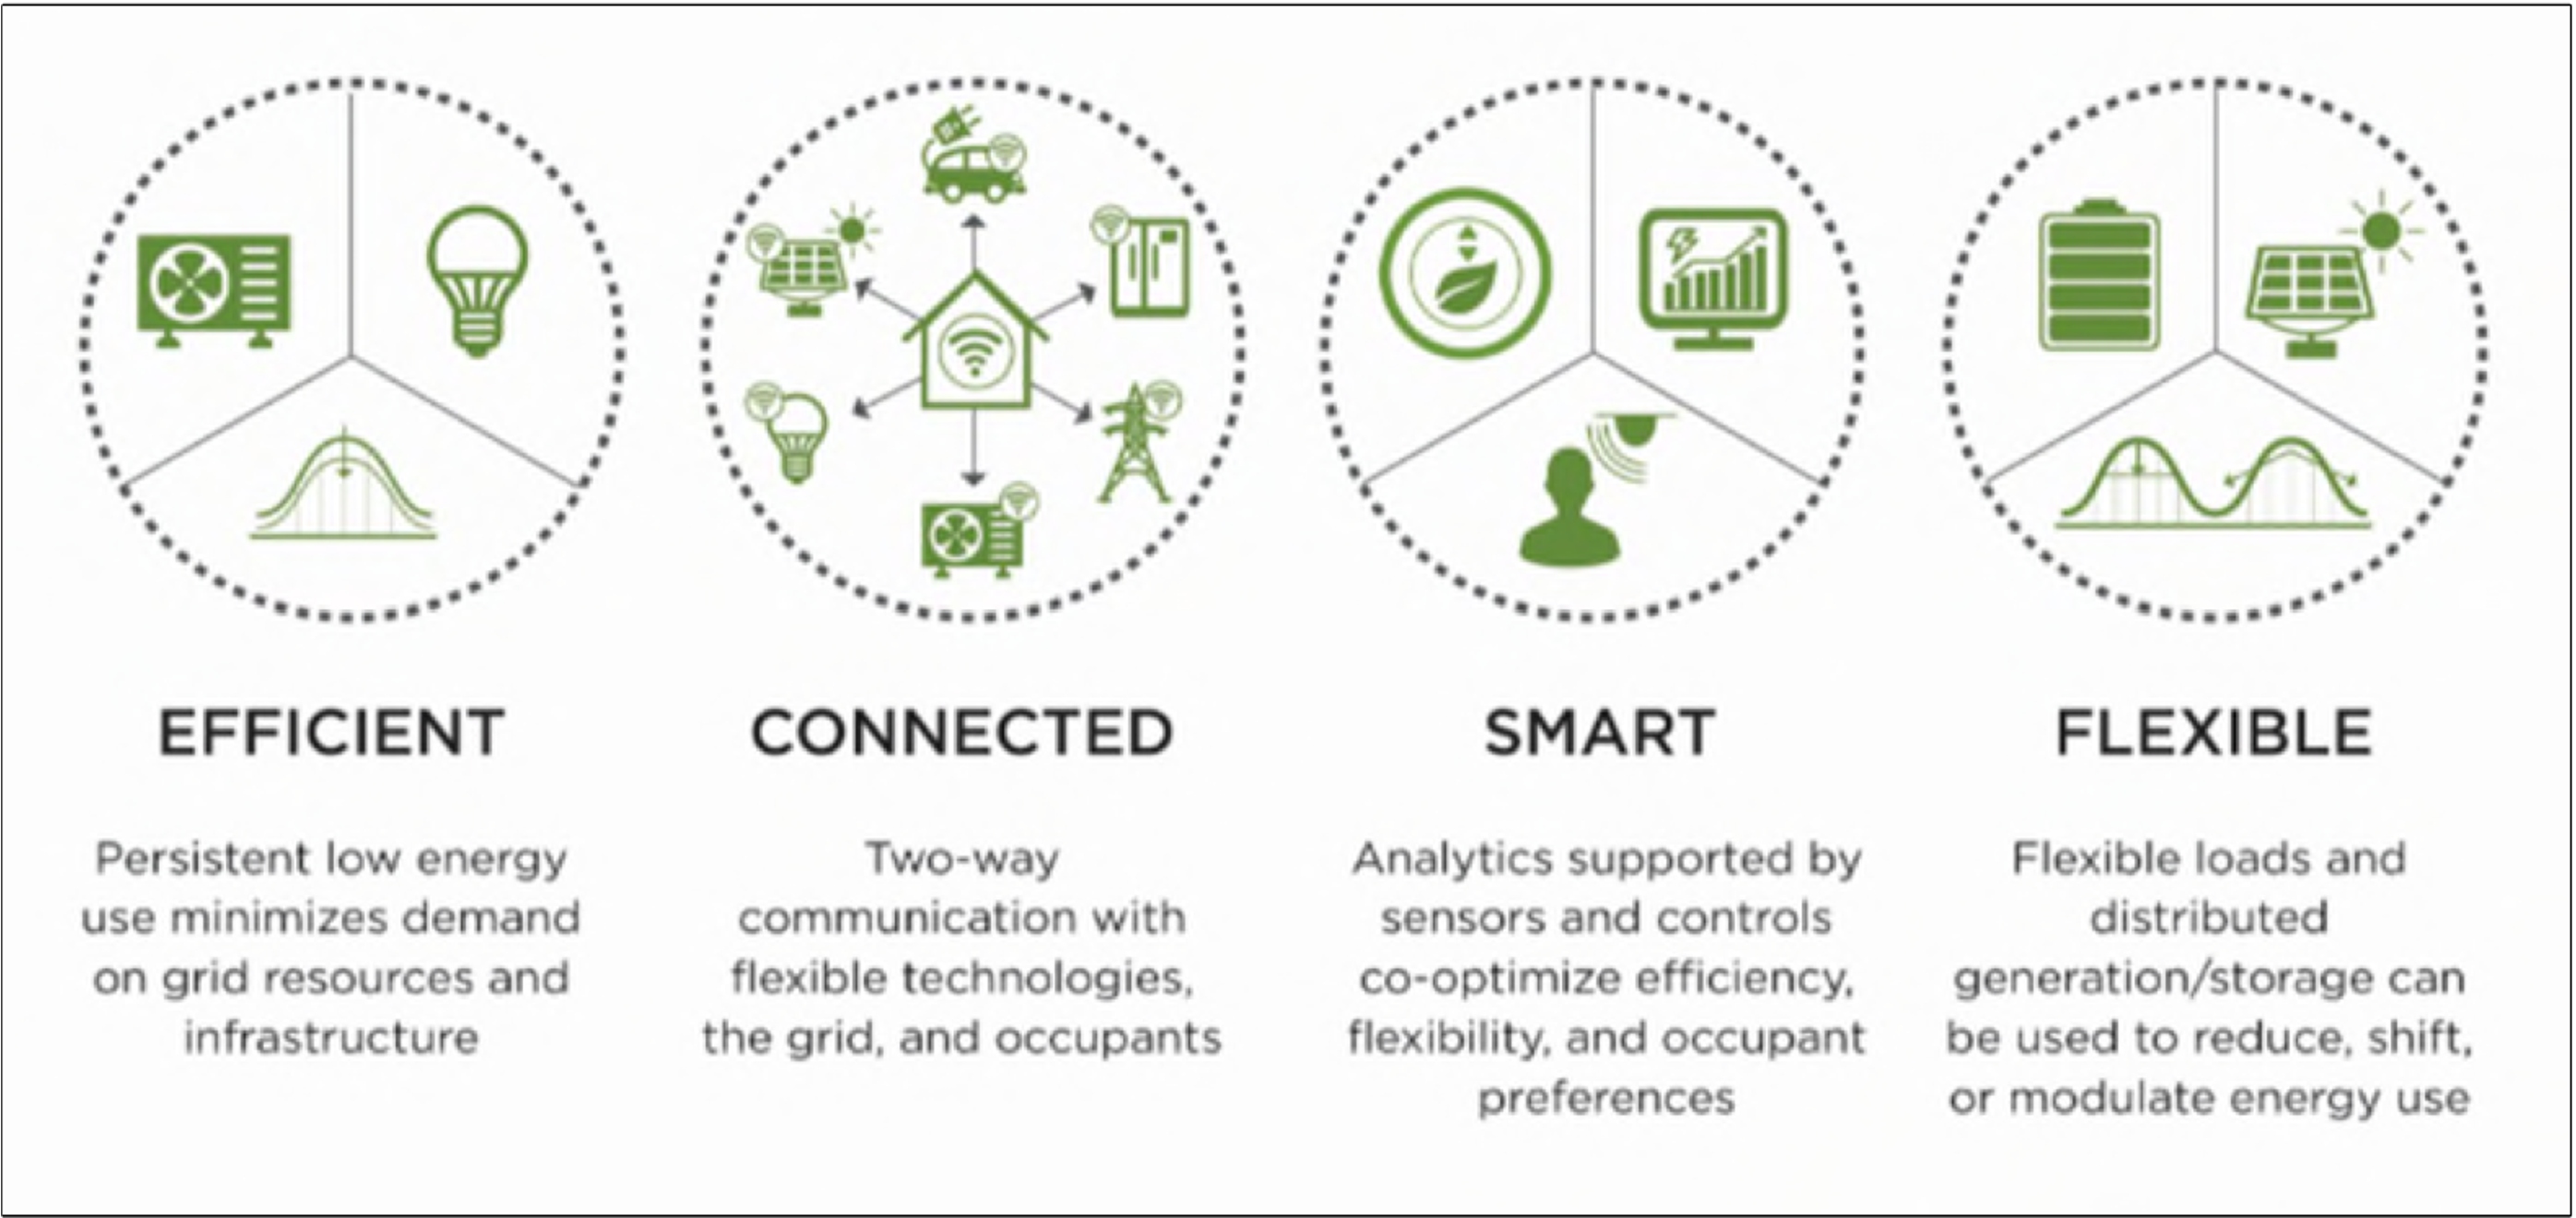 EFFICIENT
Persistent low energy
use minimizes demand
on grid resources and
infrastructure
CONNECTED
Two-way
communication with
flexible technologies,
the grid, and occupants
SMART
Analytics supported by
sensors and controls
co-optimize efficiency,
flexibility, and occupant
preferences
FLEXIBLE
Flexible loads and
distributed
generation/storage can
be used to reduce, shift,
or modulate energy use